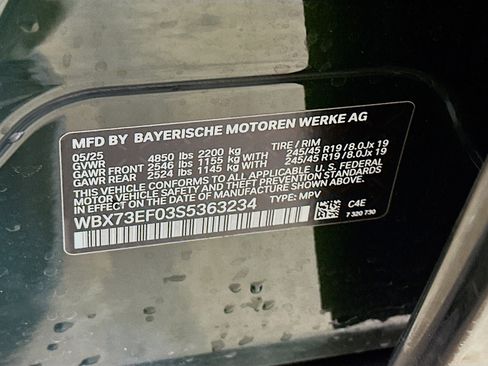 MFD BY BAYERISCHE MOTOREN WERKE AG
05/25 4850 lbs 2200 kg TIRE / RIM
GVWR
GAWR FRONT 2546 lbs 1155 kg WITH 245/45 R19 / 8.0Jx 19
GAWR REAR 2524 lbs 1145 kg WITH 245/45 R19 / 8.0Jx 19
THIS VEHICLE CONFORMS TO ALL APPLICABLE U. S. FEDERAL
MOTOR VEHICLE SAFETY AND THEFT PREVENTION STANDARDS
IN EFFECT ON THE DATE OF MANUFACTURE SHOWN ABOVE.
WBX73EF03S5363234 TYPE: MPV
C4E
7 320 730